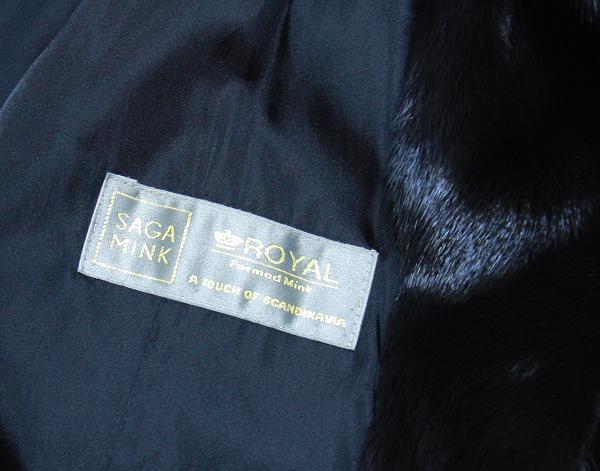 SAGA
MINK
ROYAL
Farmed Mink
A TOUCH OF SCANDINAVIA